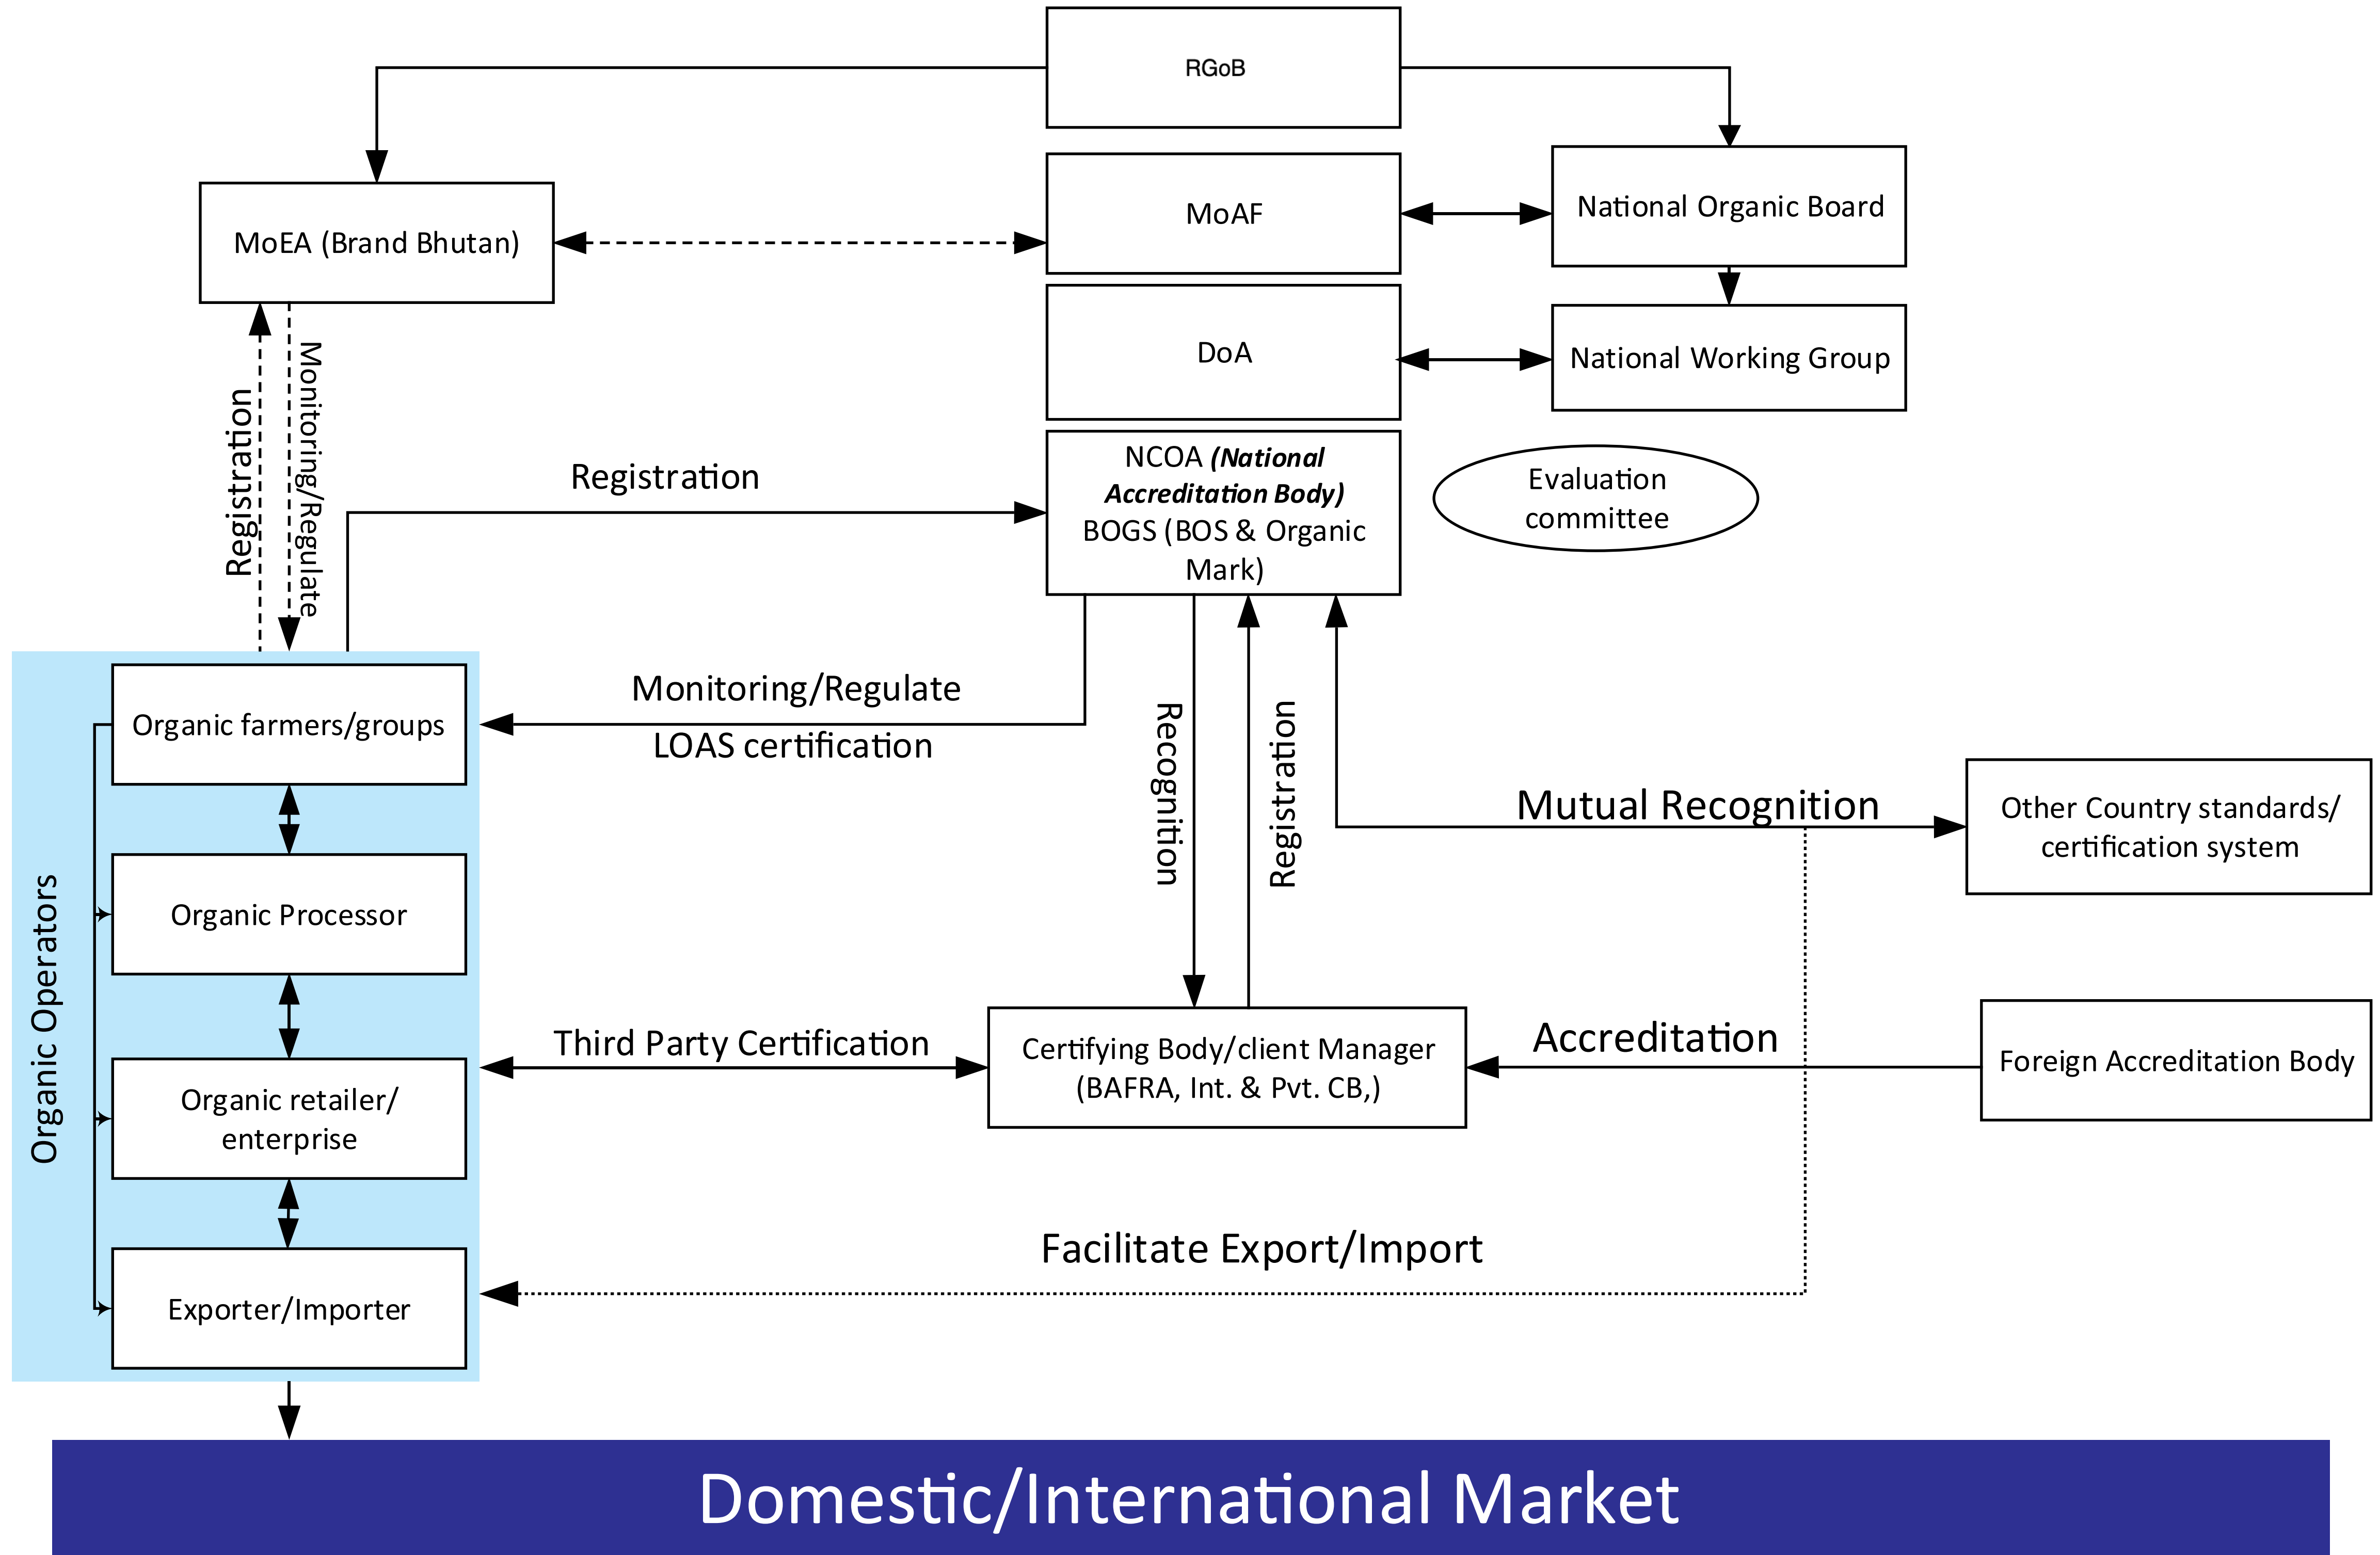 RGoB
MoEA (Brand Bhutan)
MoAF
National Organic Board
DoA
National Working Group
Registration
Monitoring/Regulate
Registration
NCOA (National
Accreditation Body)
BOGS (BOS & Organic
Mark)
Evaluation
committee
Organic Operators
Organic farmers/groups
Organic Processor
Organic retailer/
enterprise
Exporter/Importer
Monitoring/Regulate
LOAS certification
Recognition
Registration
Mutual Recognition
Other Country standards/
certification system
Third Party Certification
Certifying Body/client Manager
(BAFRA, Int. & Pvt. CB,)
Accreditation
Foreign Accreditation Body
Facilitate Export/Import
Domestic/International Market